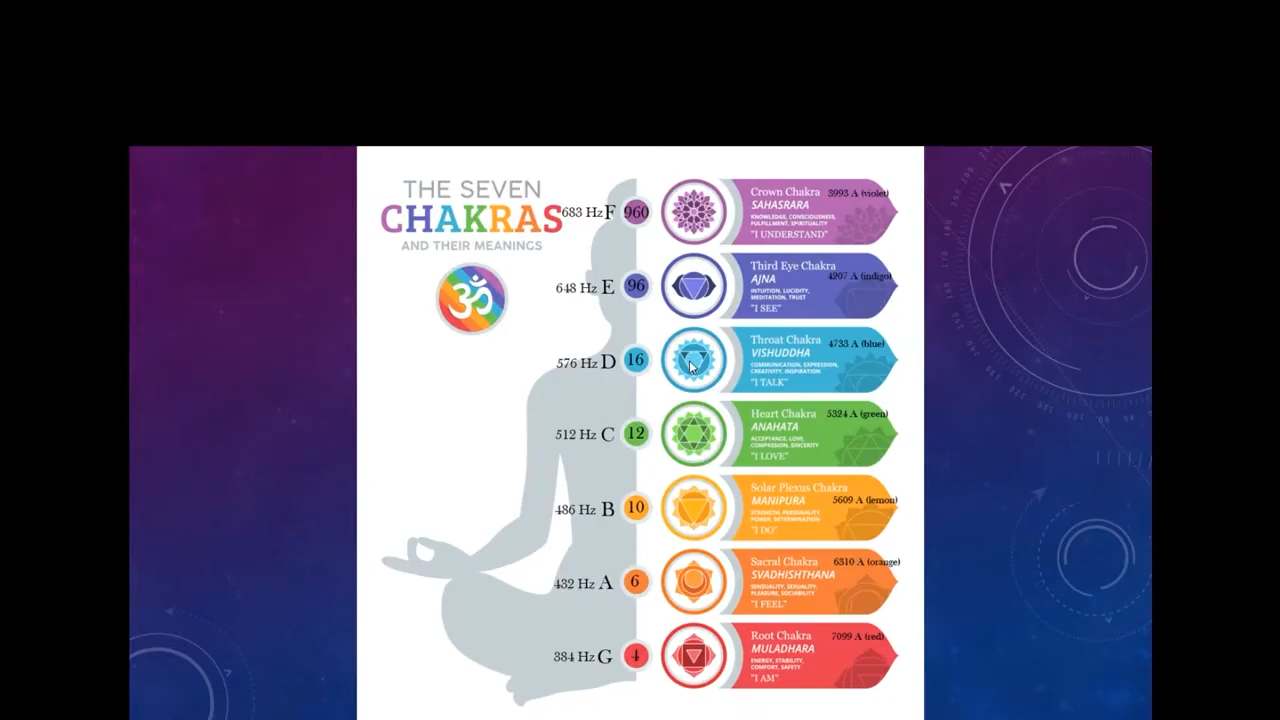 THE SEVEN
CHAKRAS
AND THEIR MEANINGS
ॐ
683 Hz F 960
Crown Chakra 3993 A (violet)
SAHASRARA
KNOWLEDGE, CONSCIOUSNESS,
FULFILLMENT, SPIRITUALITY
"I UNDERSTAND"
648 Hz E 96
Third Eye Chakra
4207 A (indigo)
AJNA
INTUITION, LUCIDITY,
MEDITATION, TRUST
"I SEE"
576 Hz D 16
Throat Chakra 4733 A (blue)
VISHUDDHA
COMMUNICATION, EXPRESSION,
CREATIVITY, INSPIRATION
"I TALK"
512 Hz C 12
Heart Chakra 5324 A (green)
ANAHATA
ACCEPTANCE, LOVE,
COMPASSION, SINCERITY
"I LOVE"
486 Hz B 10
Solar Plexus Chakra
MANIPURA 5609 A (lemon)
STRENGTH, PERSONALITY,
POWER, DETERMINATION
"I DO"
432 Hz A 6
Sacral Chakra 6310 A (orange)
SVADHISHTHANA
SENSUALITY, SEXUALITY,
PLEASURE, SOCIABILITY
"I FEEL"
384 Hz G 4
Root Chakra 7099 A (red)
MULADHARA
ENERGY, STABILITY,
COMFORT, SAFETY
"I AM"